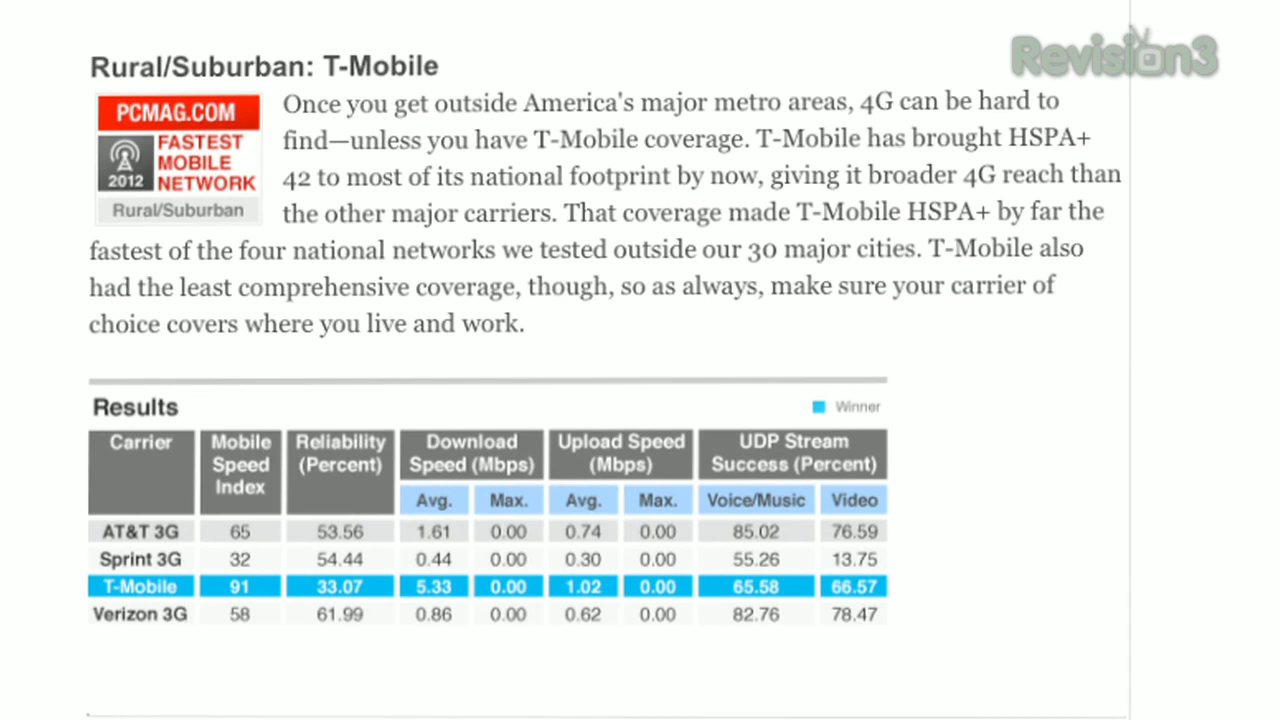 Revision3
Rural/Suburban: T-Mobile
PCMAG.COM
FASTEST
MOBILE
2012 NETWORK
Rural/Suburban
Once you get outside America's major metro areas, 4G can be hard to
find—unless you have T-Mobile coverage. T-Mobile has brought HSPA+
42 to most of its national footprint by now, giving it broader 4G reach than
the other major carriers. That coverage made T-Mobile HSPA+ by far the
fastest of the four national networks we tested outside our 30 major cities. T-Mobile also
had the least comprehensive coverage, though, so as always, make sure your carrier of
choice covers where you live and work.
Results Winner
Carrier Mobile Speed Index Reliability (Percent) Download Speed (Mbps) Upload Speed (Mbps) UDP Stream Success (Percent)
Avg. Max. Avg. Max. Voice/Music Video
AT&T 3G 65 53.56 1.61 0.00 0.74 0.00 85.02 76.59
Sprint 3G 32 54.44 0.44 0.00 0.30 0.00 55.26 13.75
T-Mobile 91 33.07 5.33 0.00 1.02 0.00 65.58 66.57
Verizon 3G 58 61.99 0.86 0.00 0.62 0.00 82.76 78.47